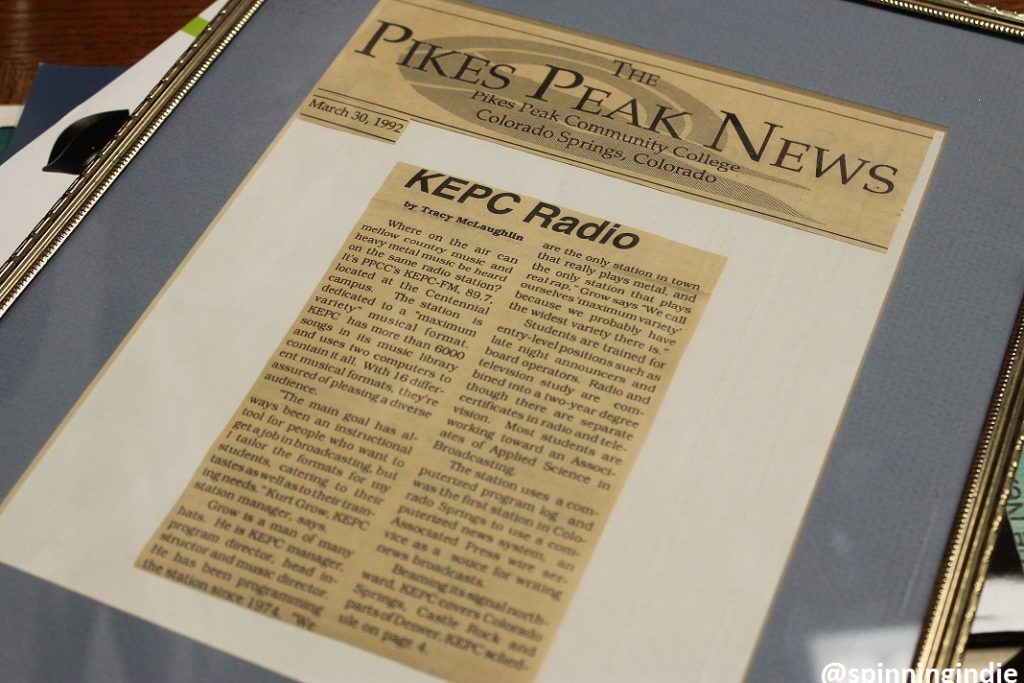 THE
PIKES PEAK NEWS
Pikes Peak Community College
Colorado Springs, Colorado
March 30, 1992
KEPC Radio
by Tracy McLaughlin
Where on the air can
mellow country music and
heavy metal music be heard
on the same radio station?
It's PPCC's KEPC-FM, 89.7,
located at the Centennial
campus. The station is
dedicated to a "maximum
variety" musical format.
KEPC has more than 6000
songs in its music library
and uses two computers to
contain it all. With 16 differ-
ent musical formats, they're
assured of pleasing a diverse
audience.
"The main goal has al-
ways been an instructional
tool for people who want to
get a job in broadcasting, but
I tailor the formats for my
students, catering to their
tastes as well as to their train-
ing needs," Kurt Grow, KEPC
station manager, says.
Grow is a man of many
hats. He is KEPC manager,
program director, head in-
structor and music director.
He has been programming
the station since 1974. "We
are the only station in town
that really plays metal, and
the only station that plays
real rap." Grow says "We call
ourselves 'maximum variety'
because we probably have
the widest variety there is."
Students are trained for
entry-level positions such as
late night announcers and
board operators. Radio and
television study are com-
bined into a two-year degree
though there are separate
certificates in radio and tele-
vision. Most students are
working toward an Associ-
ates of Applied Science in
Broadcasting.
The station uses a com-
puterized program log and
was the first station in Colo-
rado Springs to use a com-
puterized news system, an
Associated Press wire ser-
vice as a souce for writing
news broadcasts.
Beaming its signal north-
ward, KEPC covers Colorado
Springs, Castle Rock and
parts of Denver. KEPC sched-
ule on page 4.
@spinningindie